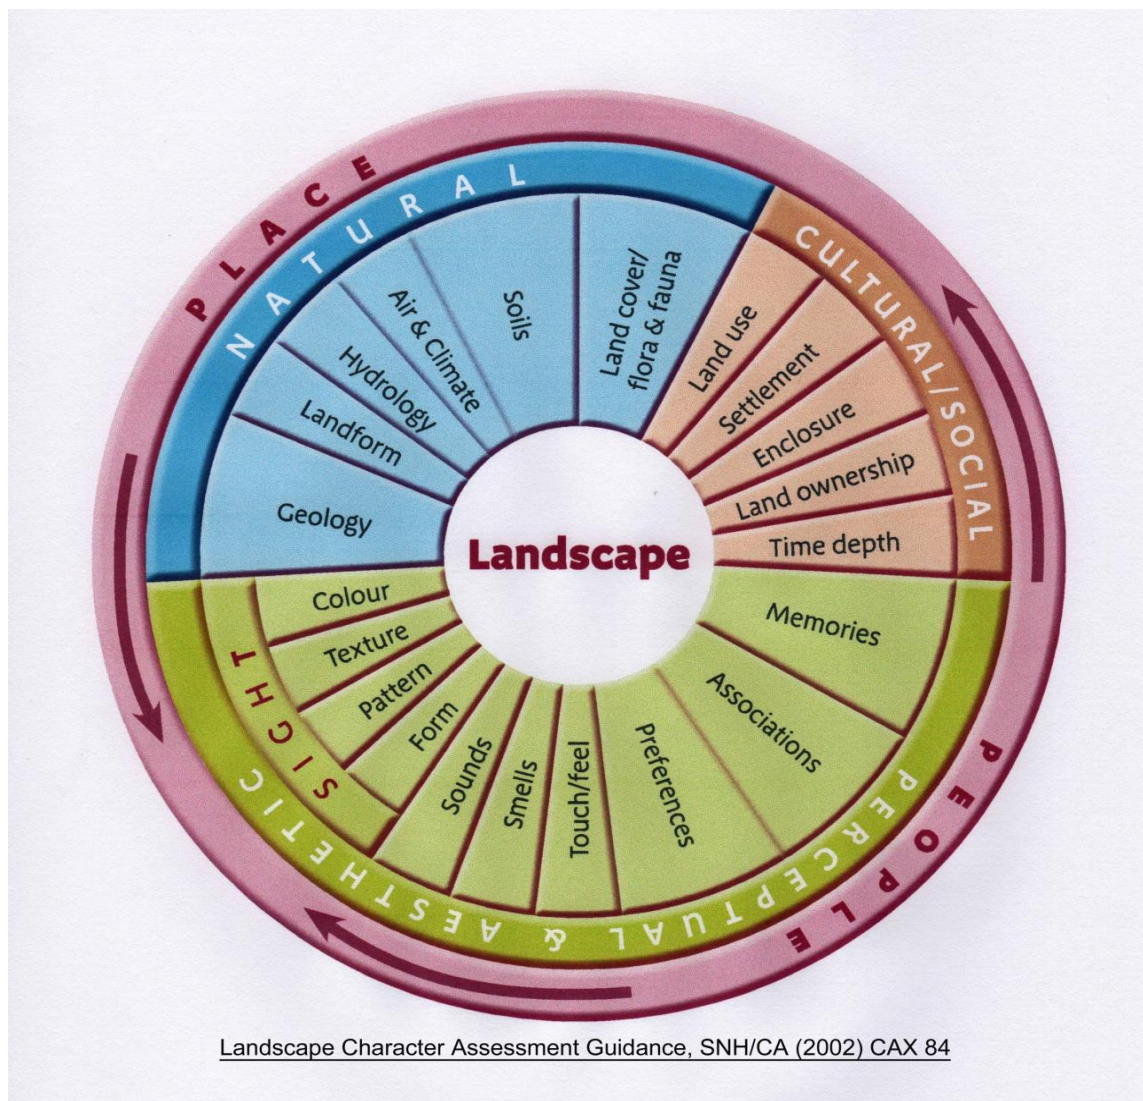 PLACE
NATURAL
CULTURAL/SOCIAL
PEOPLE
PERCEPTUAL & AESTHETIC
SIGHT
Landscape
Geology
Landform
Hydrology
Air & Climate
Soils
Land cover/
flora & fauna
Land use
Settlement
Enclosure
Land ownership
Time depth
Memories
Associations
Preferences
Touch/feel
Smells
Sounds
Form
Pattern
Texture
Colour
Landscape Character Assessment Guidance, SNH/CA (2002) CAX 84